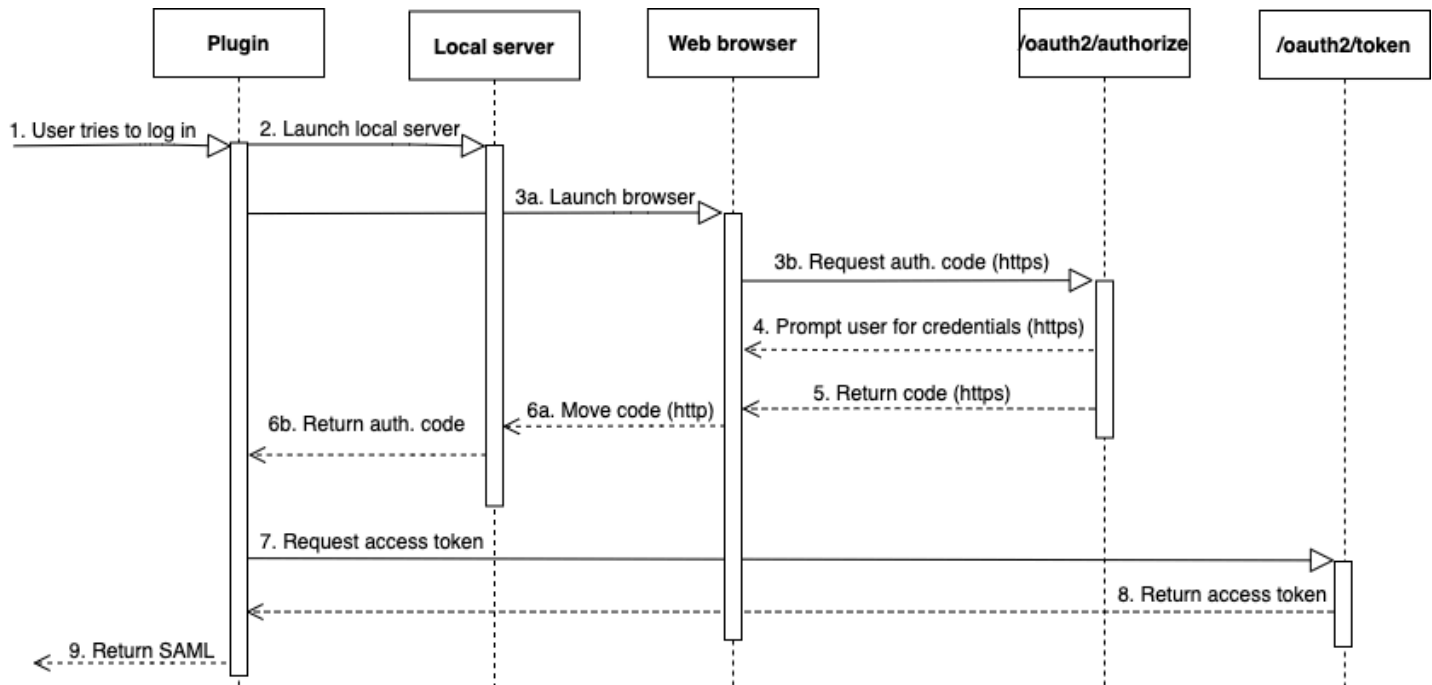 Plugin
Local server
Web browser
/oauth2/authorize
/oauth2/token
1. User tries to log in
2. Launch local server
3a. Launch browser
3b. Request auth. code (https)
4. Prompt user for credentials (https)
5. Return code (https)
6a. Move code (http)
6b. Return auth. code
7. Request access token
8. Return access token
9. Return SAML